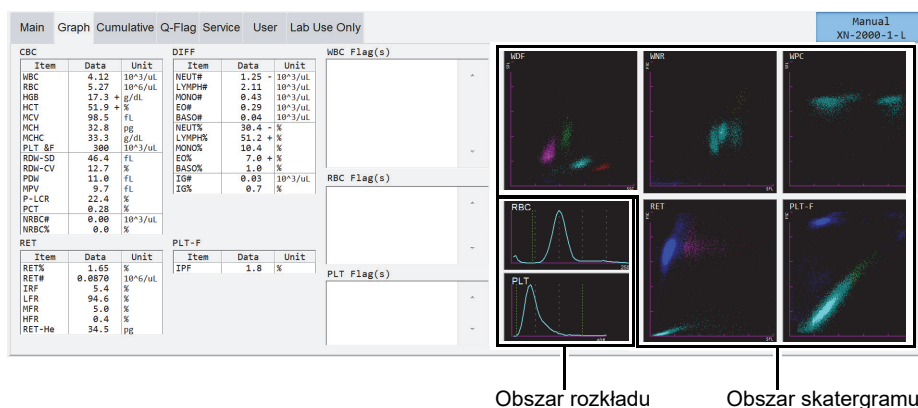 Main Graph Cumulative Q-Flag Service User Lab Use Only
Manual
XN-2000-1-L
CBC
Item Data Unit
WBC 4.12 10^3/uL
RBC 5.27 10^6/uL
HGB 17.3 + g/dL
HCT 51.9 + %
MCV 98.5 fL
MCH 32.8 pg
MCHC 33.3 g/dL
PLT &F 300 10^3/uL
RDW-SD 46.4 fL
RDW-CV 12.7 %
PDW 11.0 fL
MPV 9.7 fL
P-LCR 22.4 %
PCT 0.28 %
NRBC# 0.00 10^3/uL
NRBC% 0.0 %
DIFF
Item Data Unit
NEUT# 1.25 - 10^3/uL
LYMPH# 2.11 10^3/uL
MONO# 0.43 10^3/uL
EO# 0.29 10^3/uL
BASO# 0.04 10^3/uL
NEUT% 30.4 - %
LYMPH% 51.2 + %
MONO% 10.4 %
EO% 7.0 + %
BASO% 1.0 %
IG# 0.03 10^3/uL
IG% 0.7 %
RET
Item Data Unit
RET% 1.65 %
RET# 0.0870 10^6/uL
IRF 5.4 %
LFR 94.6 %
MFR 5.0 %
HFR 0.4 %
RET-He 34.5 pg
PLT-F
Item Data Unit
IPF 1.8 %
WBC Flag(s)
RBC Flag(s)
PLT Flag(s)
WDF
WNR
WPC
RBC
PLT
RET
PLT-F
Obszar rozkładu
Obszar skatergramu